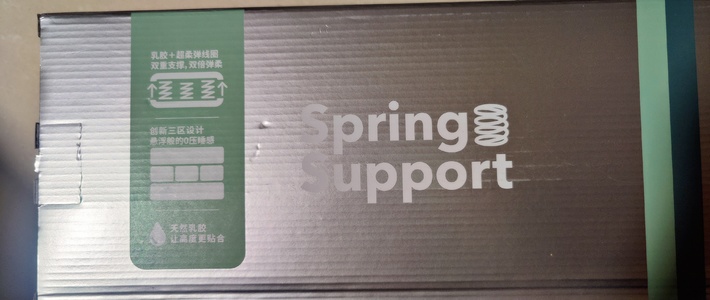 乳胶+超柔弹线圈
双重支撑，双倍弹柔
创新三区设计
悬浮般的0压睡感
天然乳胶
让高度更贴合
Spring
Support